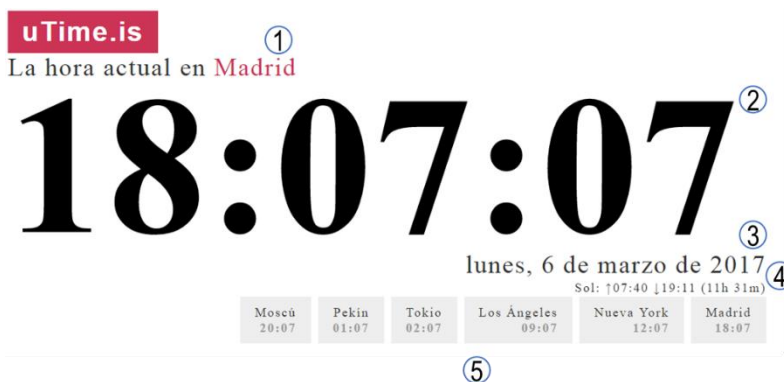 uTime.is
1
La hora actual en Madrid
18:07:07
2
3
lunes, 6 de marzo de 2017
4
Sol: ↑07:40 ↓19:11 (11h 31m)
Moscú Pekín Tokio Los Ángeles Nueva York Madrid
20:07 01:07 02:07 09:07 12:07 18:07
5